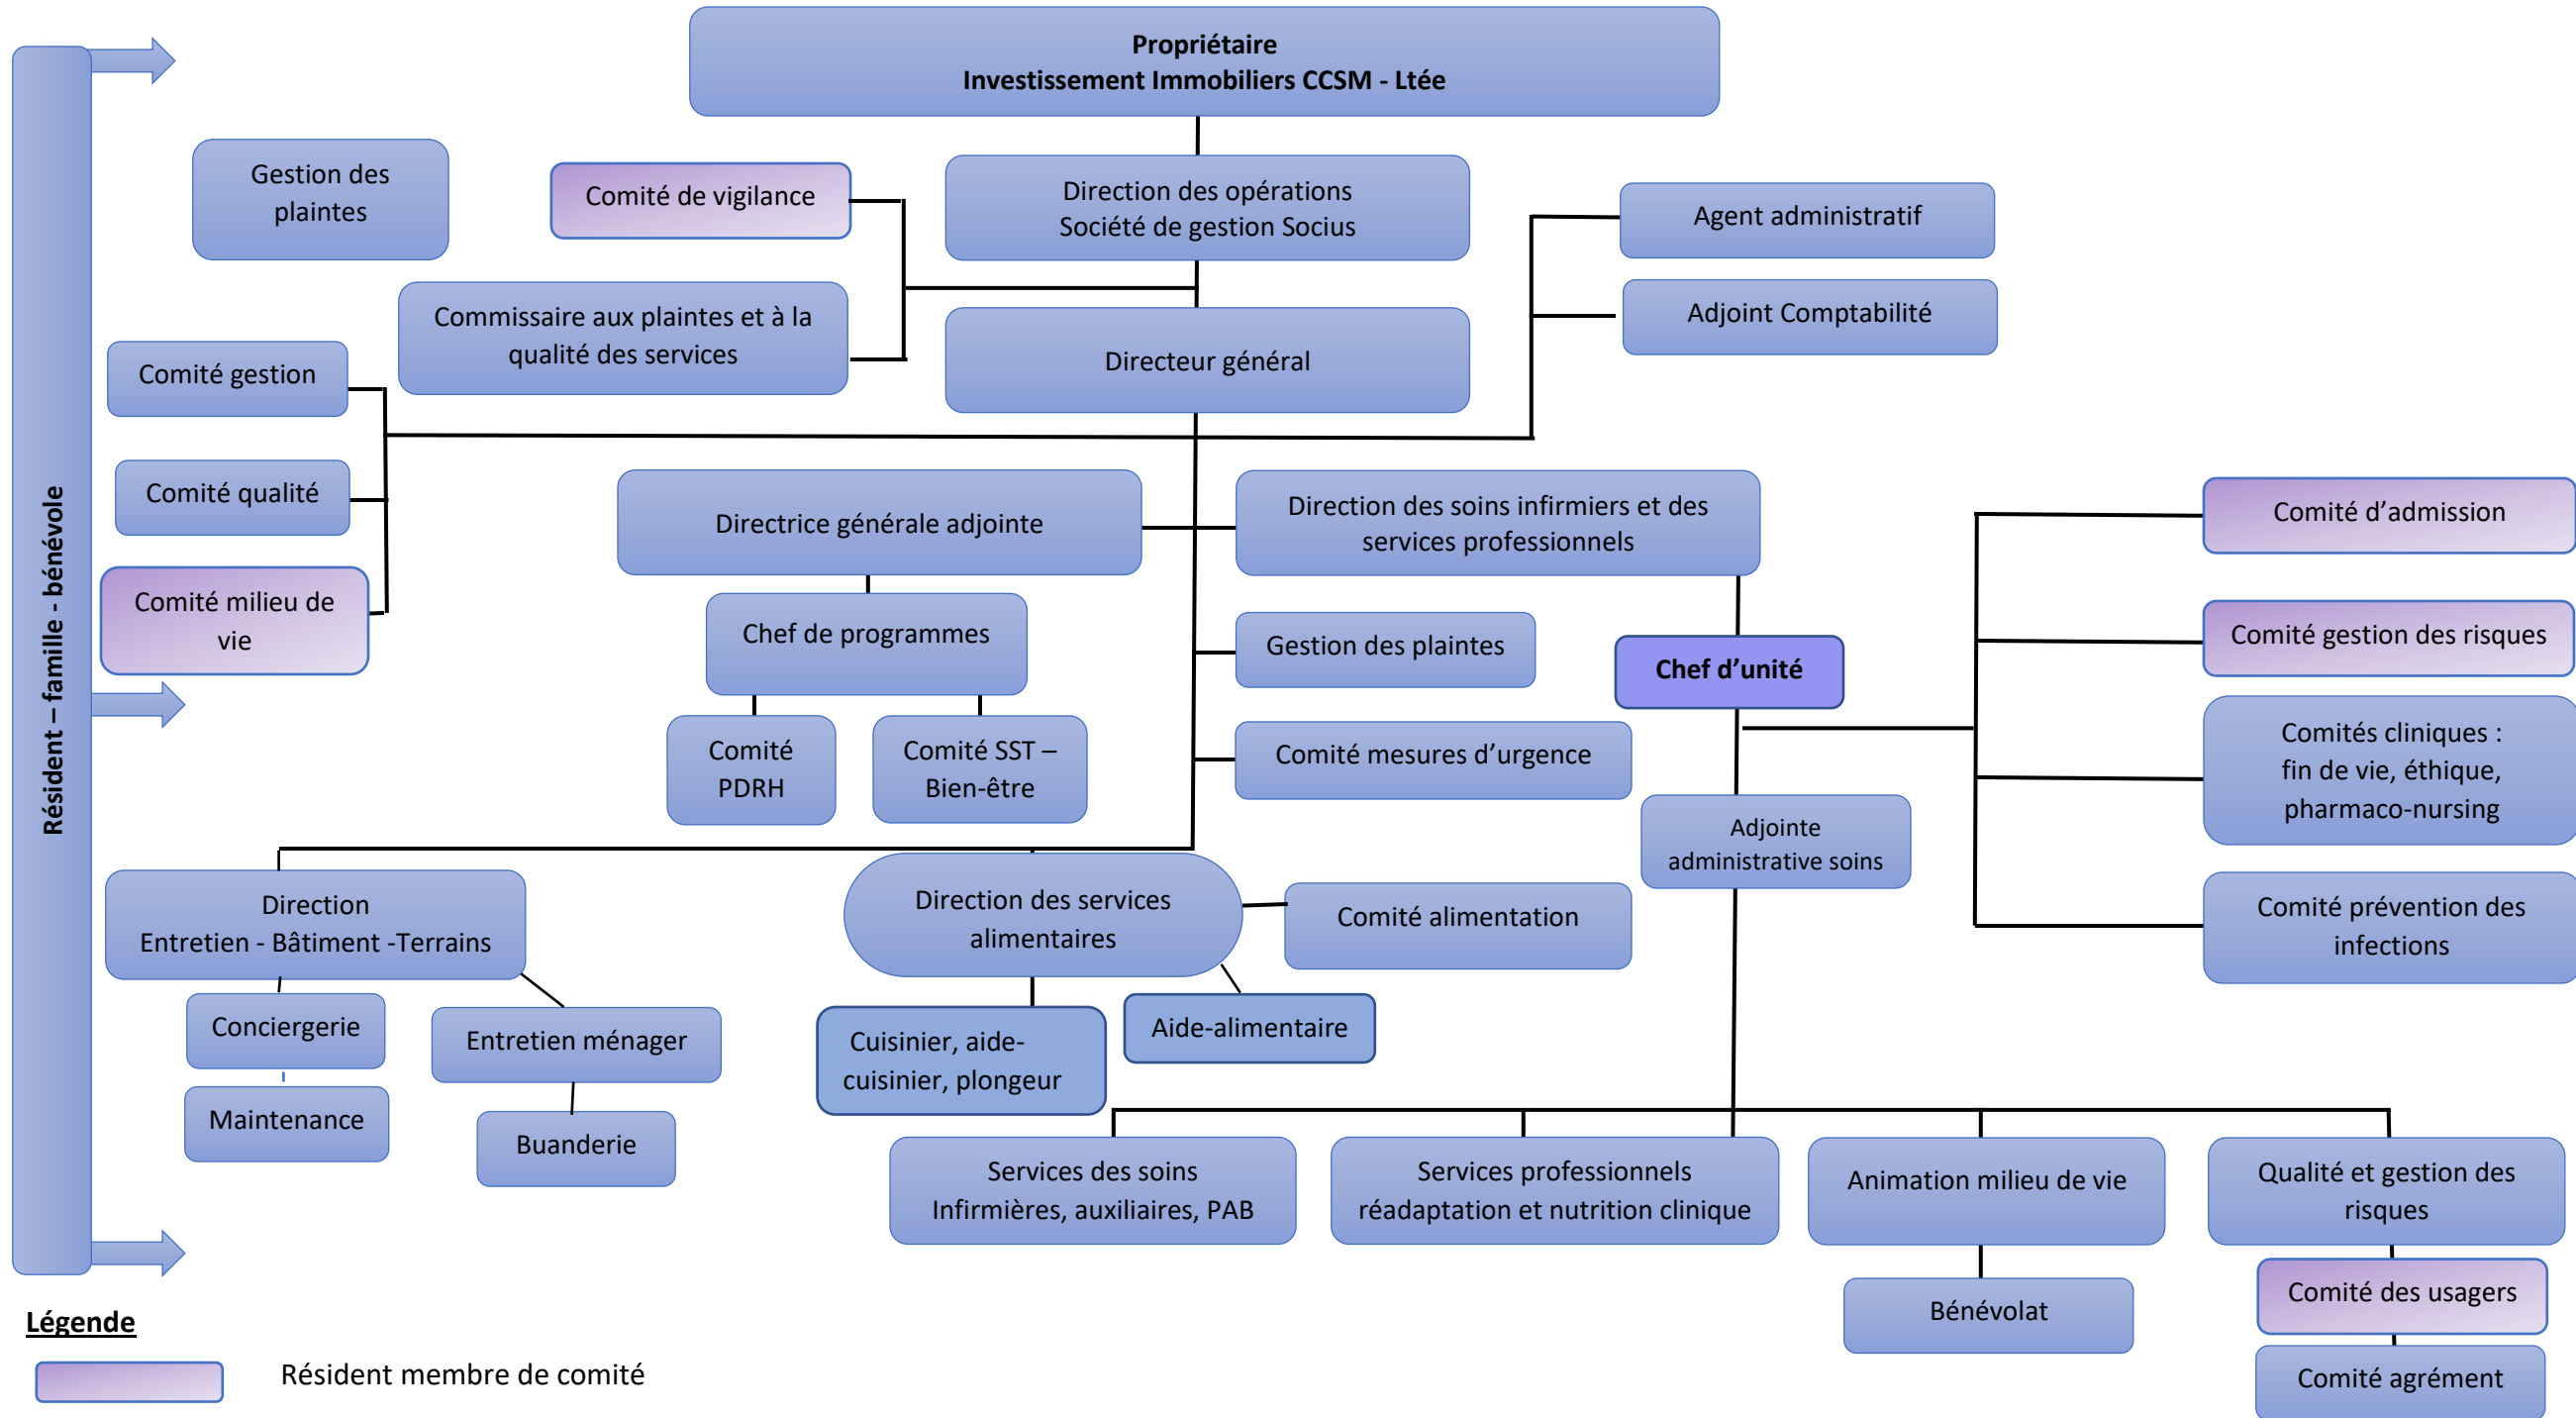 Propriétaire
Investissement Immobiliers CCSM - Ltée
Résident – famille - bénévole
Gestion des
plaintes
Comité de vigilance
Direction des opérations
Société de gestion Socius
Agent administratif
Commissaire aux plaintes et à la
qualité des services
Adjoint Comptabilité
Directeur général
Comité gestion
Comité qualité
Comité milieu de
vie
Directrice générale adjointe
Direction des soins infirmiers et des
services professionnels
Comité d’admission
Chef de programmes
Gestion des plaintes
Chef d’unité
Comité gestion des risques
Comité
PDRH
Comité SST –
Bien-être
Comité mesures d’urgence
Comités cliniques :
fin de vie, éthique,
pharmaco-nursing
Adjointe
administrative soins
Direction
Entretien - Bâtiment -Terrains
Direction des services
alimentaires
Comité alimentation
Comité prévention des
infections
Conciergerie
Entretien ménager
Cuisinier, aide-
cuisinier, plongeur
Aide-alimentaire
Maintenance
Buanderie
Services des soins
Infirmières, auxiliaires, PAB
Services professionnels
réadaptation et nutrition clinique
Animation milieu de vie
Qualité et gestion des
risques
Bénévolat
Comité des usagers
Comité agrément
Légende
Résident membre de comité